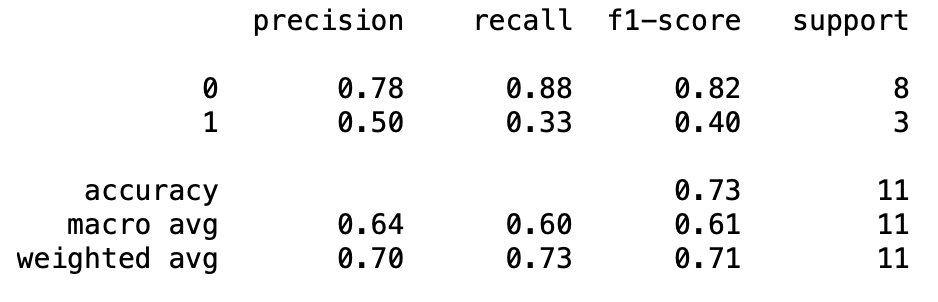 precision recall f1-score support
0 0.78 0.88 0.82 8
1 0.50 0.33 0.40 3
accuracy 0.73 11
macro avg 0.64 0.60 0.61 11
weighted avg 0.70 0.73 0.71 11